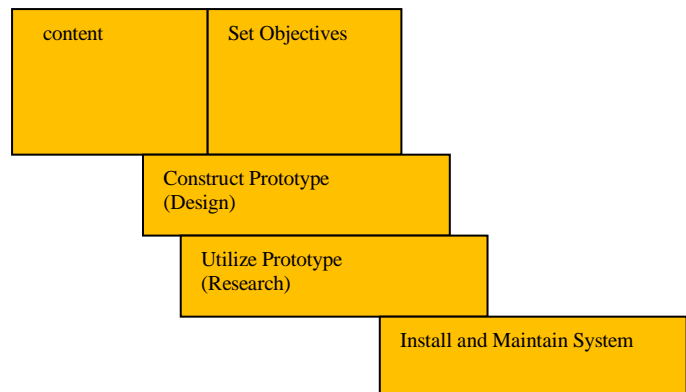 content
Set Objectives
Construct Prototype
(Design)
Utilize Prototype
(Research)
Install and Maintain System